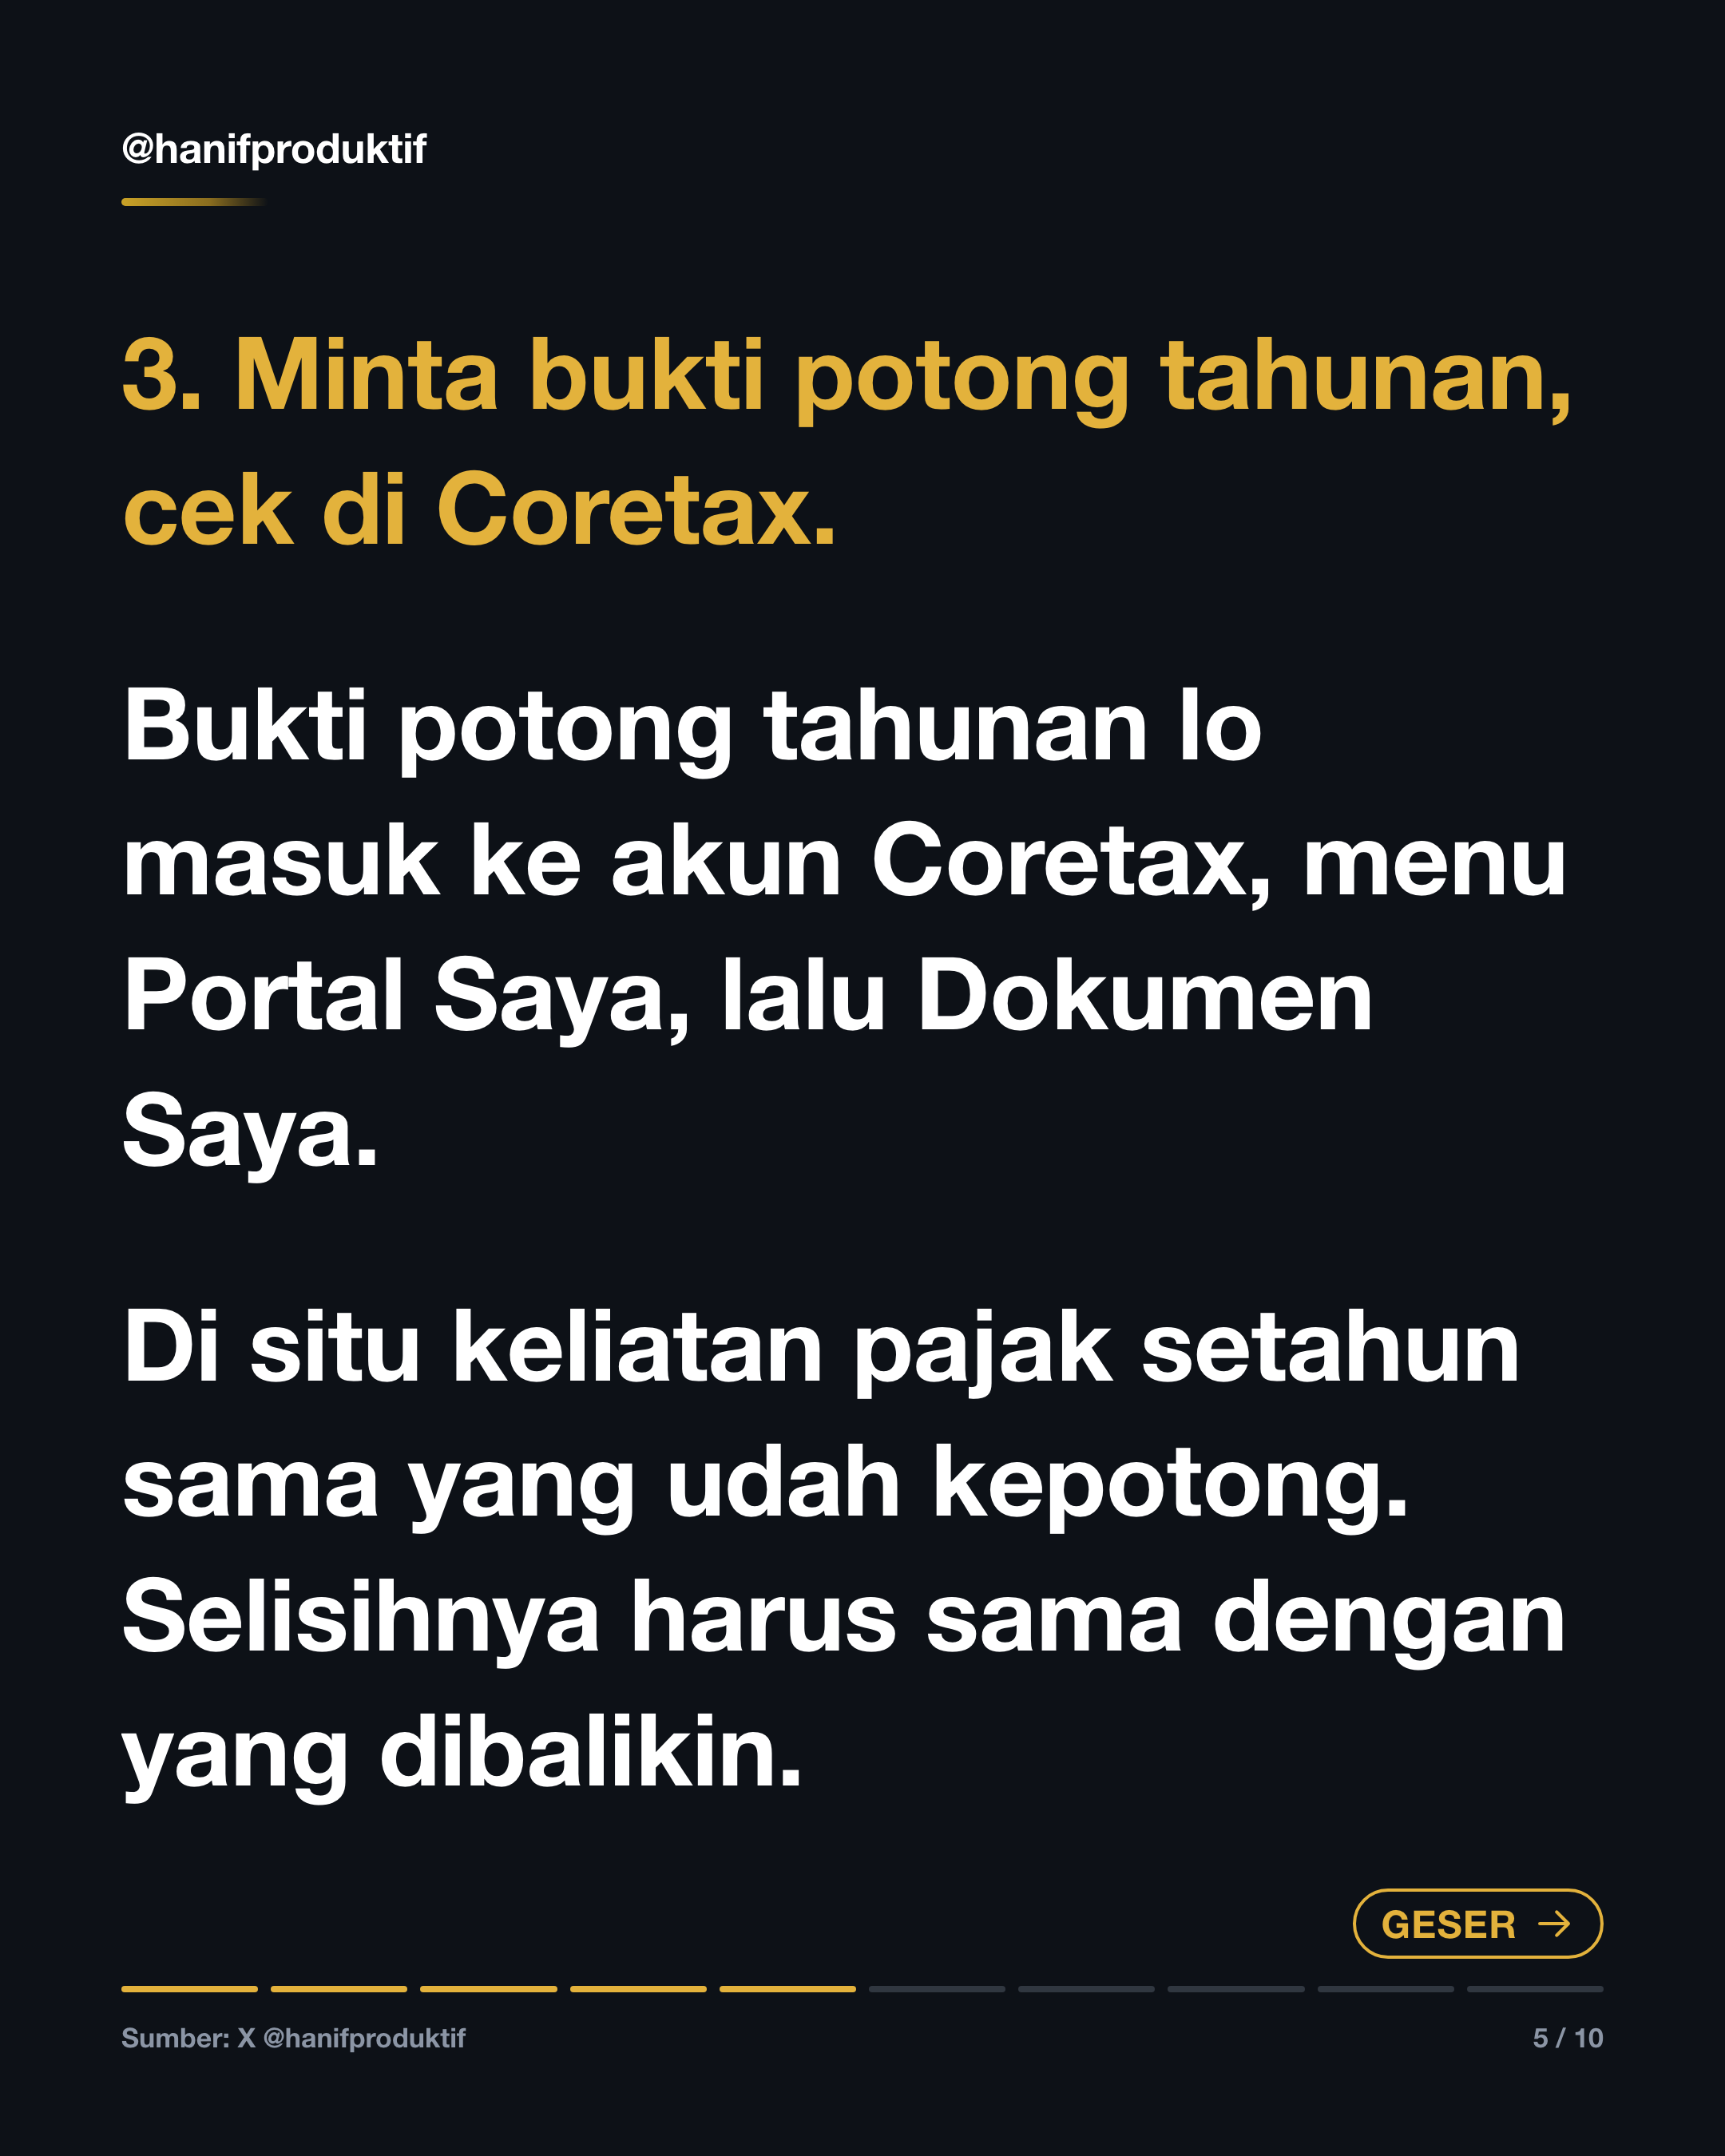 @hanifproduktif
3. Minta bukti potong tahunan,
cek di Coretax.
Bukti potong tahunan lo
masuk ke akun Coretax, menu
Portal Saya, lalu Dokumen
Saya.
Di situ keliatan pajak setahun
sama yang udah kepotong.
Selisihnya harus sama dengan
yang dibalikin.
GESER →
Sumber: X @hanifproduktif
5 / 10